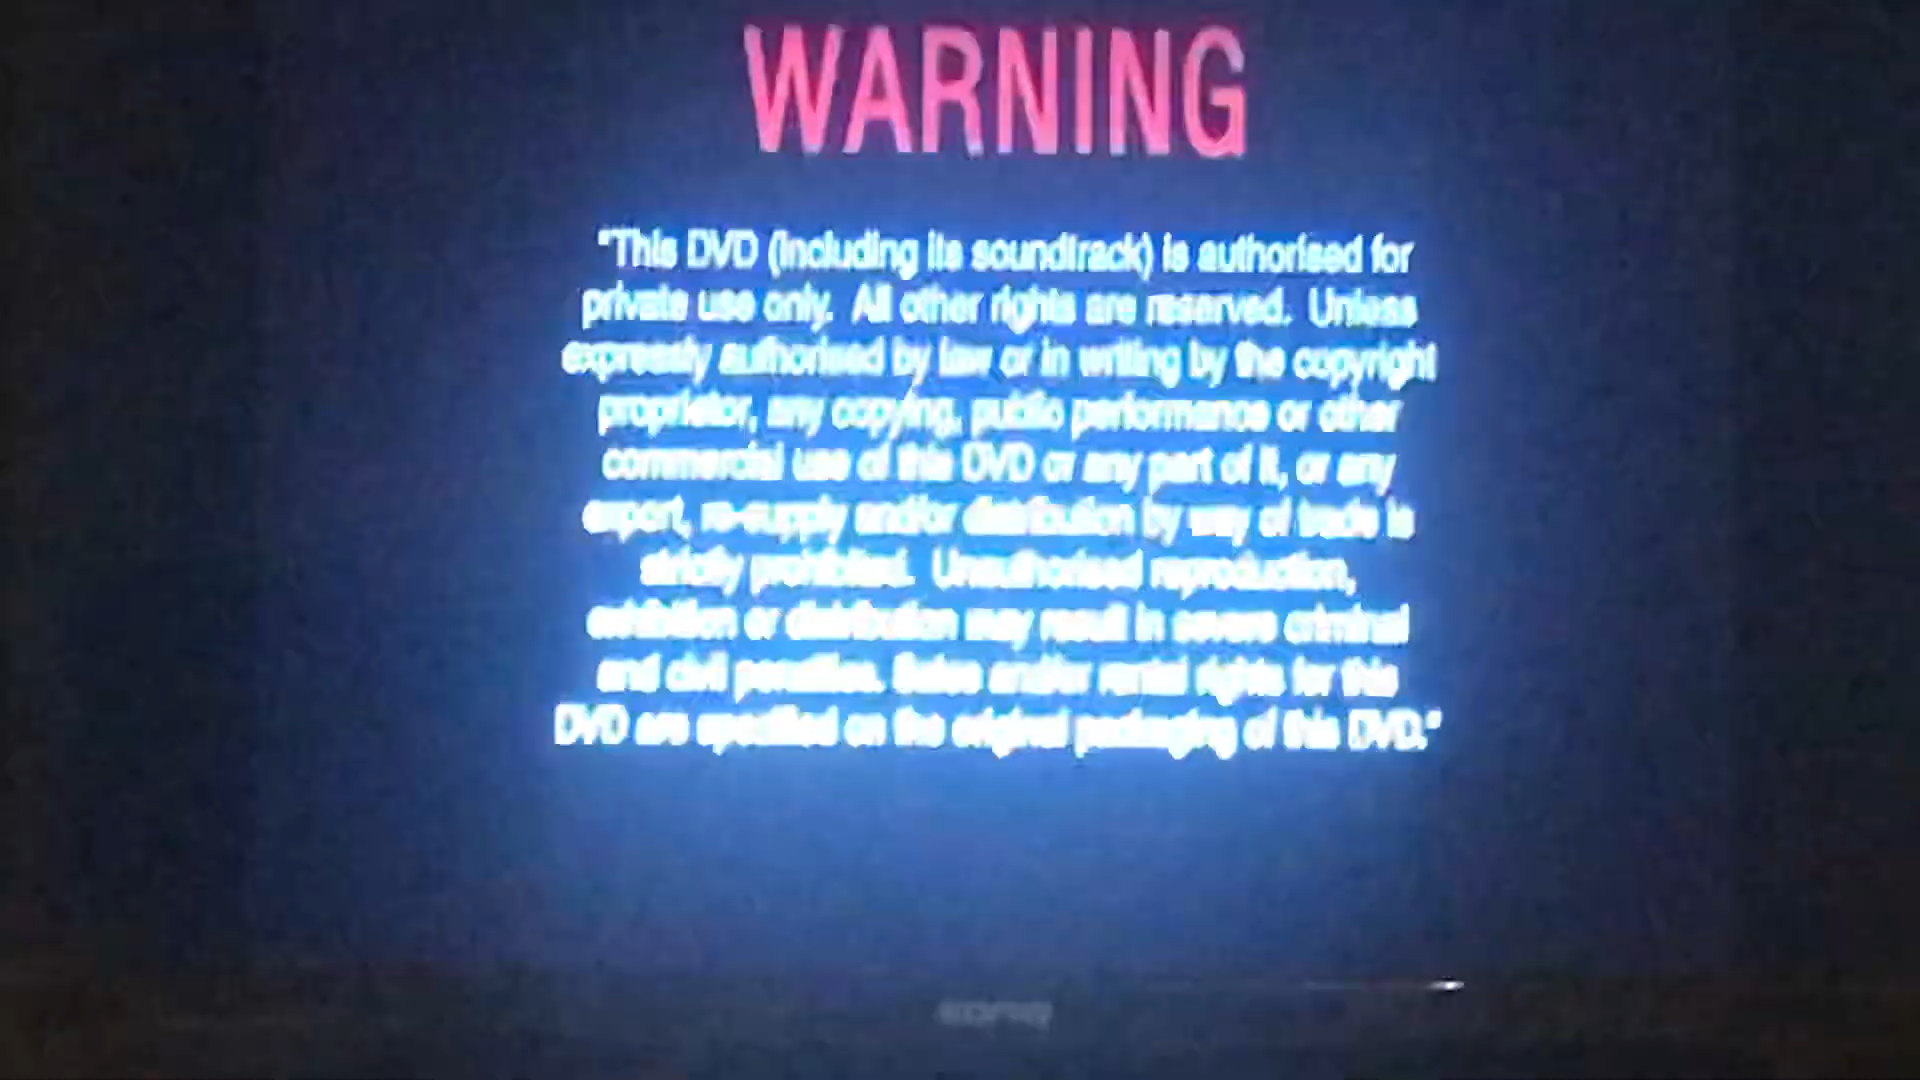 WARNING
"This DVD (including its soundtrack) is authorised for
private use only. All other rights are reserved. Unless
expressly authorised by law or in writing by the copyright
proprietor, any copying, public performance or other
commercial use of this DVD or any part of it, or any
export, re-supply and/or distribution by way of trade is
strictly prohibited. Unauthorised reproduction,
exhibition or distribution may result in severe criminal
and civil penalties. Sales and/or rental rights for this
DVD are specified on the original packaging of this DVD."